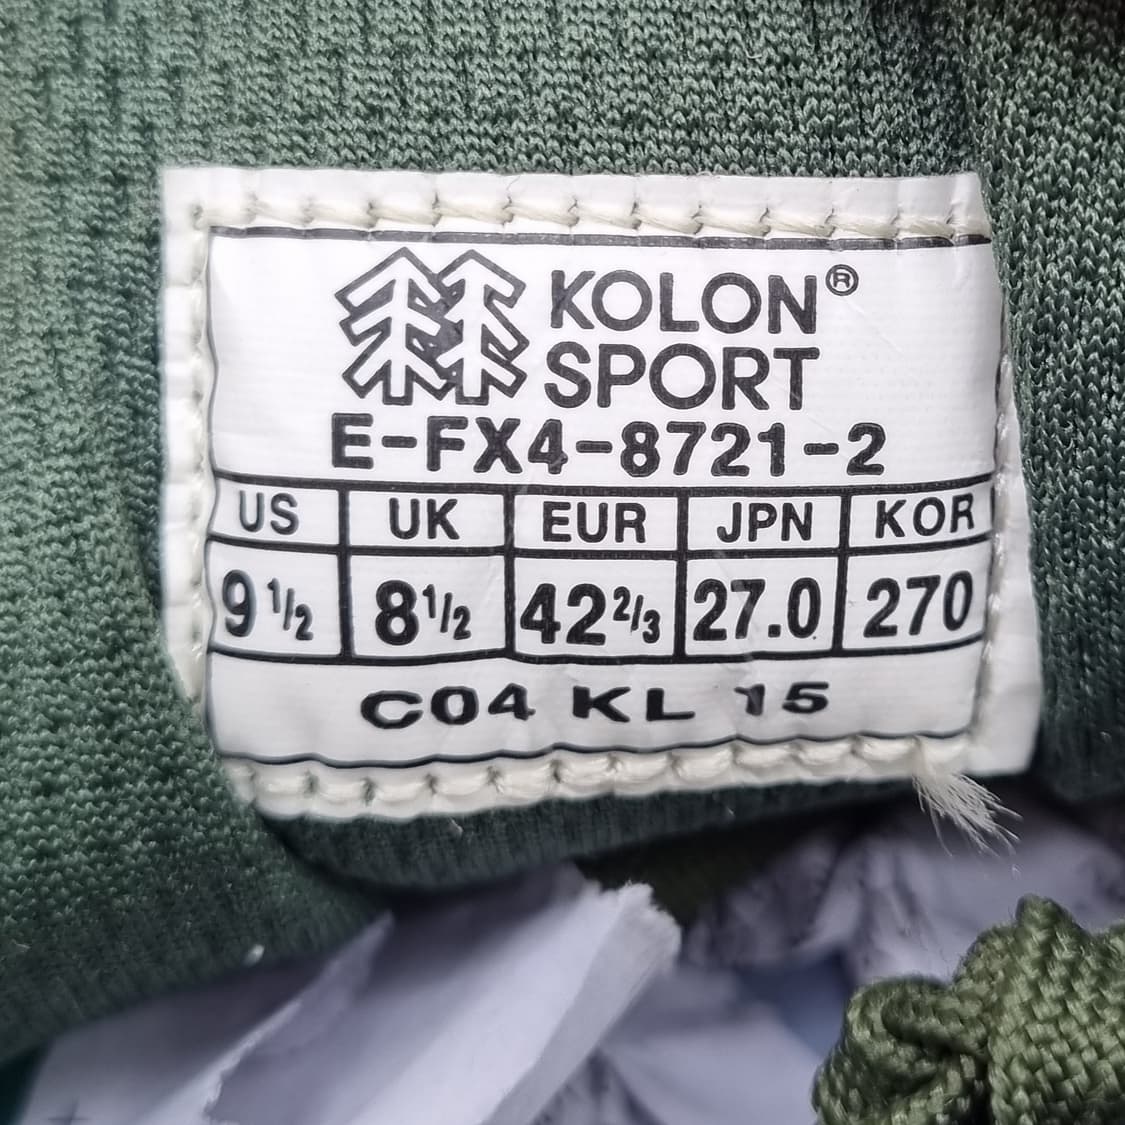 KOLON®
SPORT
E-FX4-8721-2
US UK EUR JPN KOR
9 1/2 8 1/2 42 2/3 27.0 270
C04 KL 15